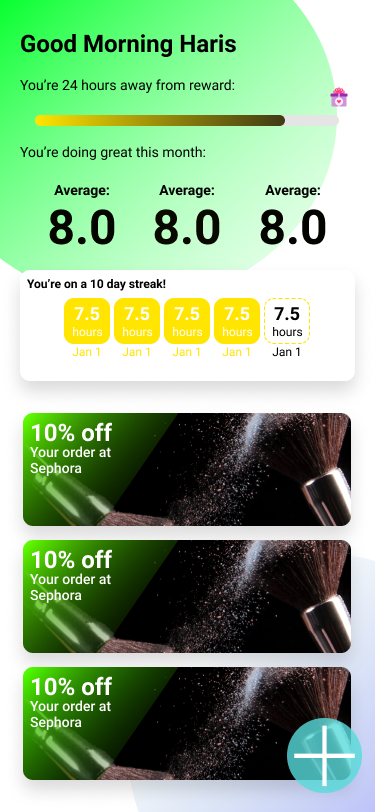 Good Morning Haris
You're 24 hours away from reward:
You're doing great this month:
Average: Average: Average:
8.0 8.0 8.0
You're on a 10 day streak!
7.5 7.5 7.5 7.5 7.5
hours hours hours hours hours
Jan 1 Jan 1 Jan 1 Jan 1 Jan 1
10% off
Your order at
Sephora
10% off
Your order at
Sephora
10% off
Your order at
Sephora